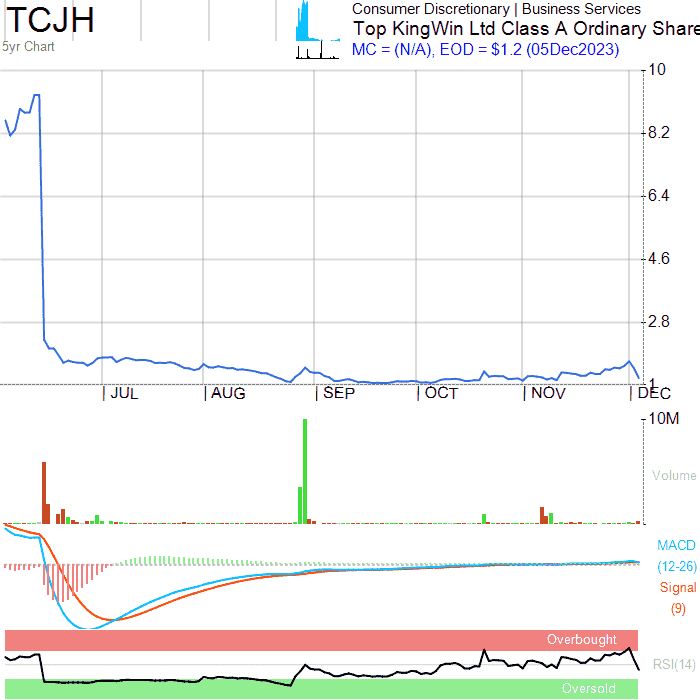 TCJH
5yr Chart
Consumer Discretionary | Business Services
Top KingWin Ltd Class A Ordinary Share
MC = (N/A), EOD = $1.2 (05Dec2023)
10
8.2
6.4
4.6
2.8
1
JUL
AUG
SEP
OCT
NOV
DEC
10M
Volume
MACD
(12-26)
Signal
(9)
Overbought
RSI(14)
Oversold